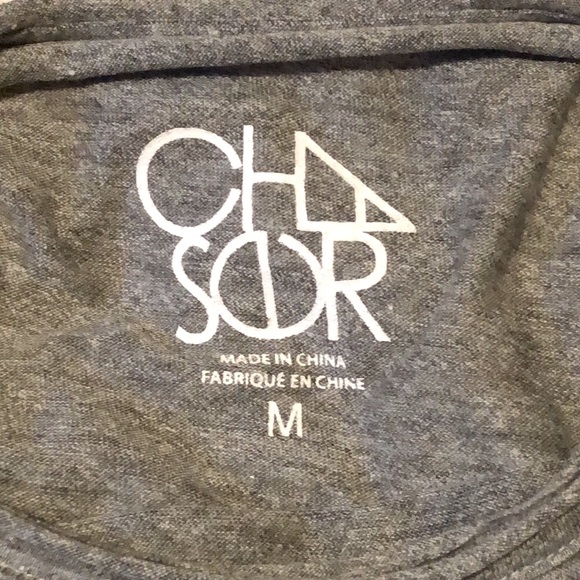 CHA
SER
MADE IN CHINA
FABRIQUÉ EN CHINE
M